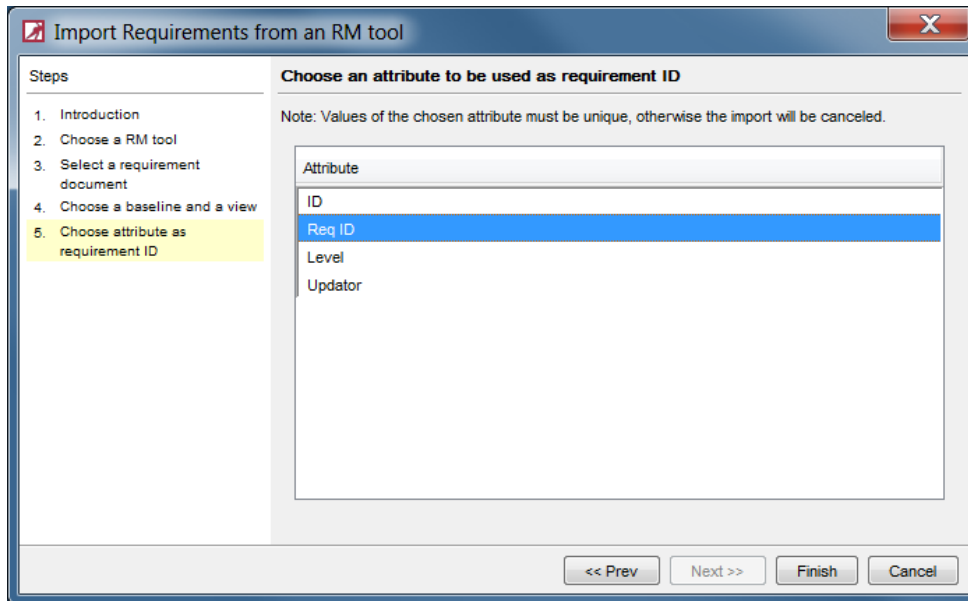 Import Requirements from an RM tool
X
Steps
1. Introduction
2. Choose a RM tool
3. Select a requirement
document
4. Choose a baseline and a view
5. Choose attribute as
requirement ID
Choose an attribute to be used as requirement ID
Note: Values of the chosen attribute must be unique, otherwise the import will be canceled.
Attribute
ID
Req ID
Level
Updator
<< Prev
Next >>
Finish
Cancel